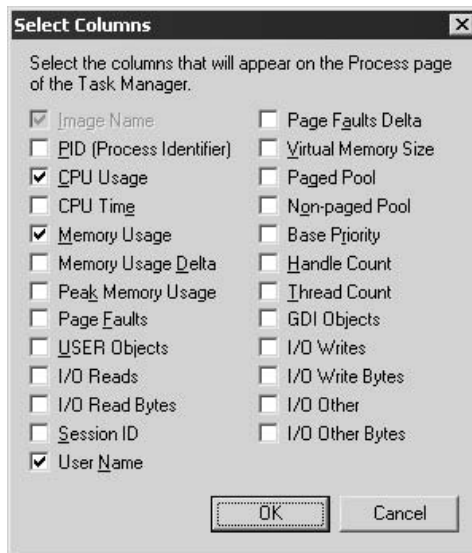 Select Columns
Select the columns that will appear on the Process page
of the Task Manager.
Image Name
PID (Process Identifier)
CPU Usage
CPU Time
Memory Usage
Memory Usage Delta
Peak Memory Usage
Page Faults
USER Objects
I/O Reads
I/O Read Bytes
Session ID
User Name
Page Faults Delta
Virtual Memory Size
Paged Pool
Non-paged Pool
Base Priority
Handle Count
Thread Count
GDI Objects
I/O Writes
I/O Write Bytes
I/O Other
I/O Other Bytes
OK
Cancel